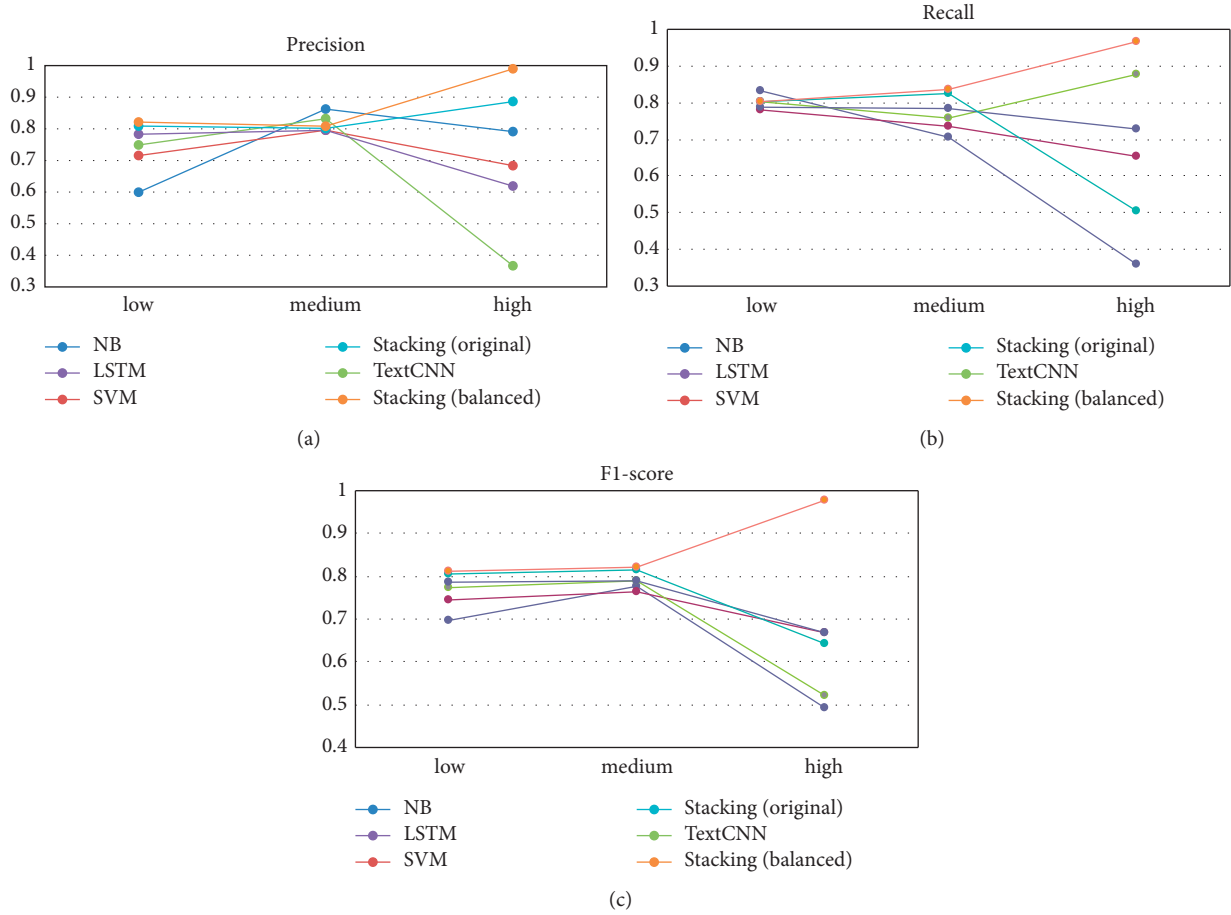 Precision
1
0.9
0.8
0.7
0.6
0.5
0.4
0.3
low medium high
NB Stacking (original)
LSTM TextCNN
SVM Stacking (balanced)
(a)
Recall
1
0.9
0.8
0.7
0.6
0.5
0.4
0.3
low medium high
NB Stacking (original)
LSTM TextCNN
SVM Stacking (balanced)
(b)
F1-score
1
0.9
0.8
0.7
0.6
0.5
0.4
low medium high
NB Stacking (original)
LSTM TextCNN
SVM Stacking (balanced)
(c)